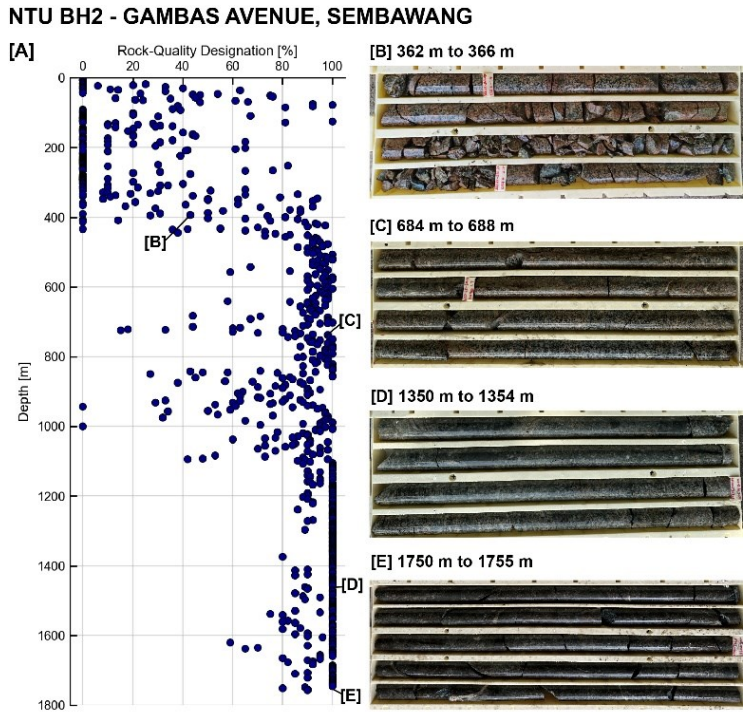 NTU BH2 - GAMBAS AVENUE, SEMBAWANG
[A]
Rock-Quality Designation [%]
0 20 40 60 80 100
0
200
400
600
800
1000
1200
1400
1600
1800
Depth [m]
[B]
[C]
[D]
[E]
[B] 362 m to 366 m
[C] 684 m to 688 m
[D] 1350 m to 1354 m
[E] 1750 m to 1755 m